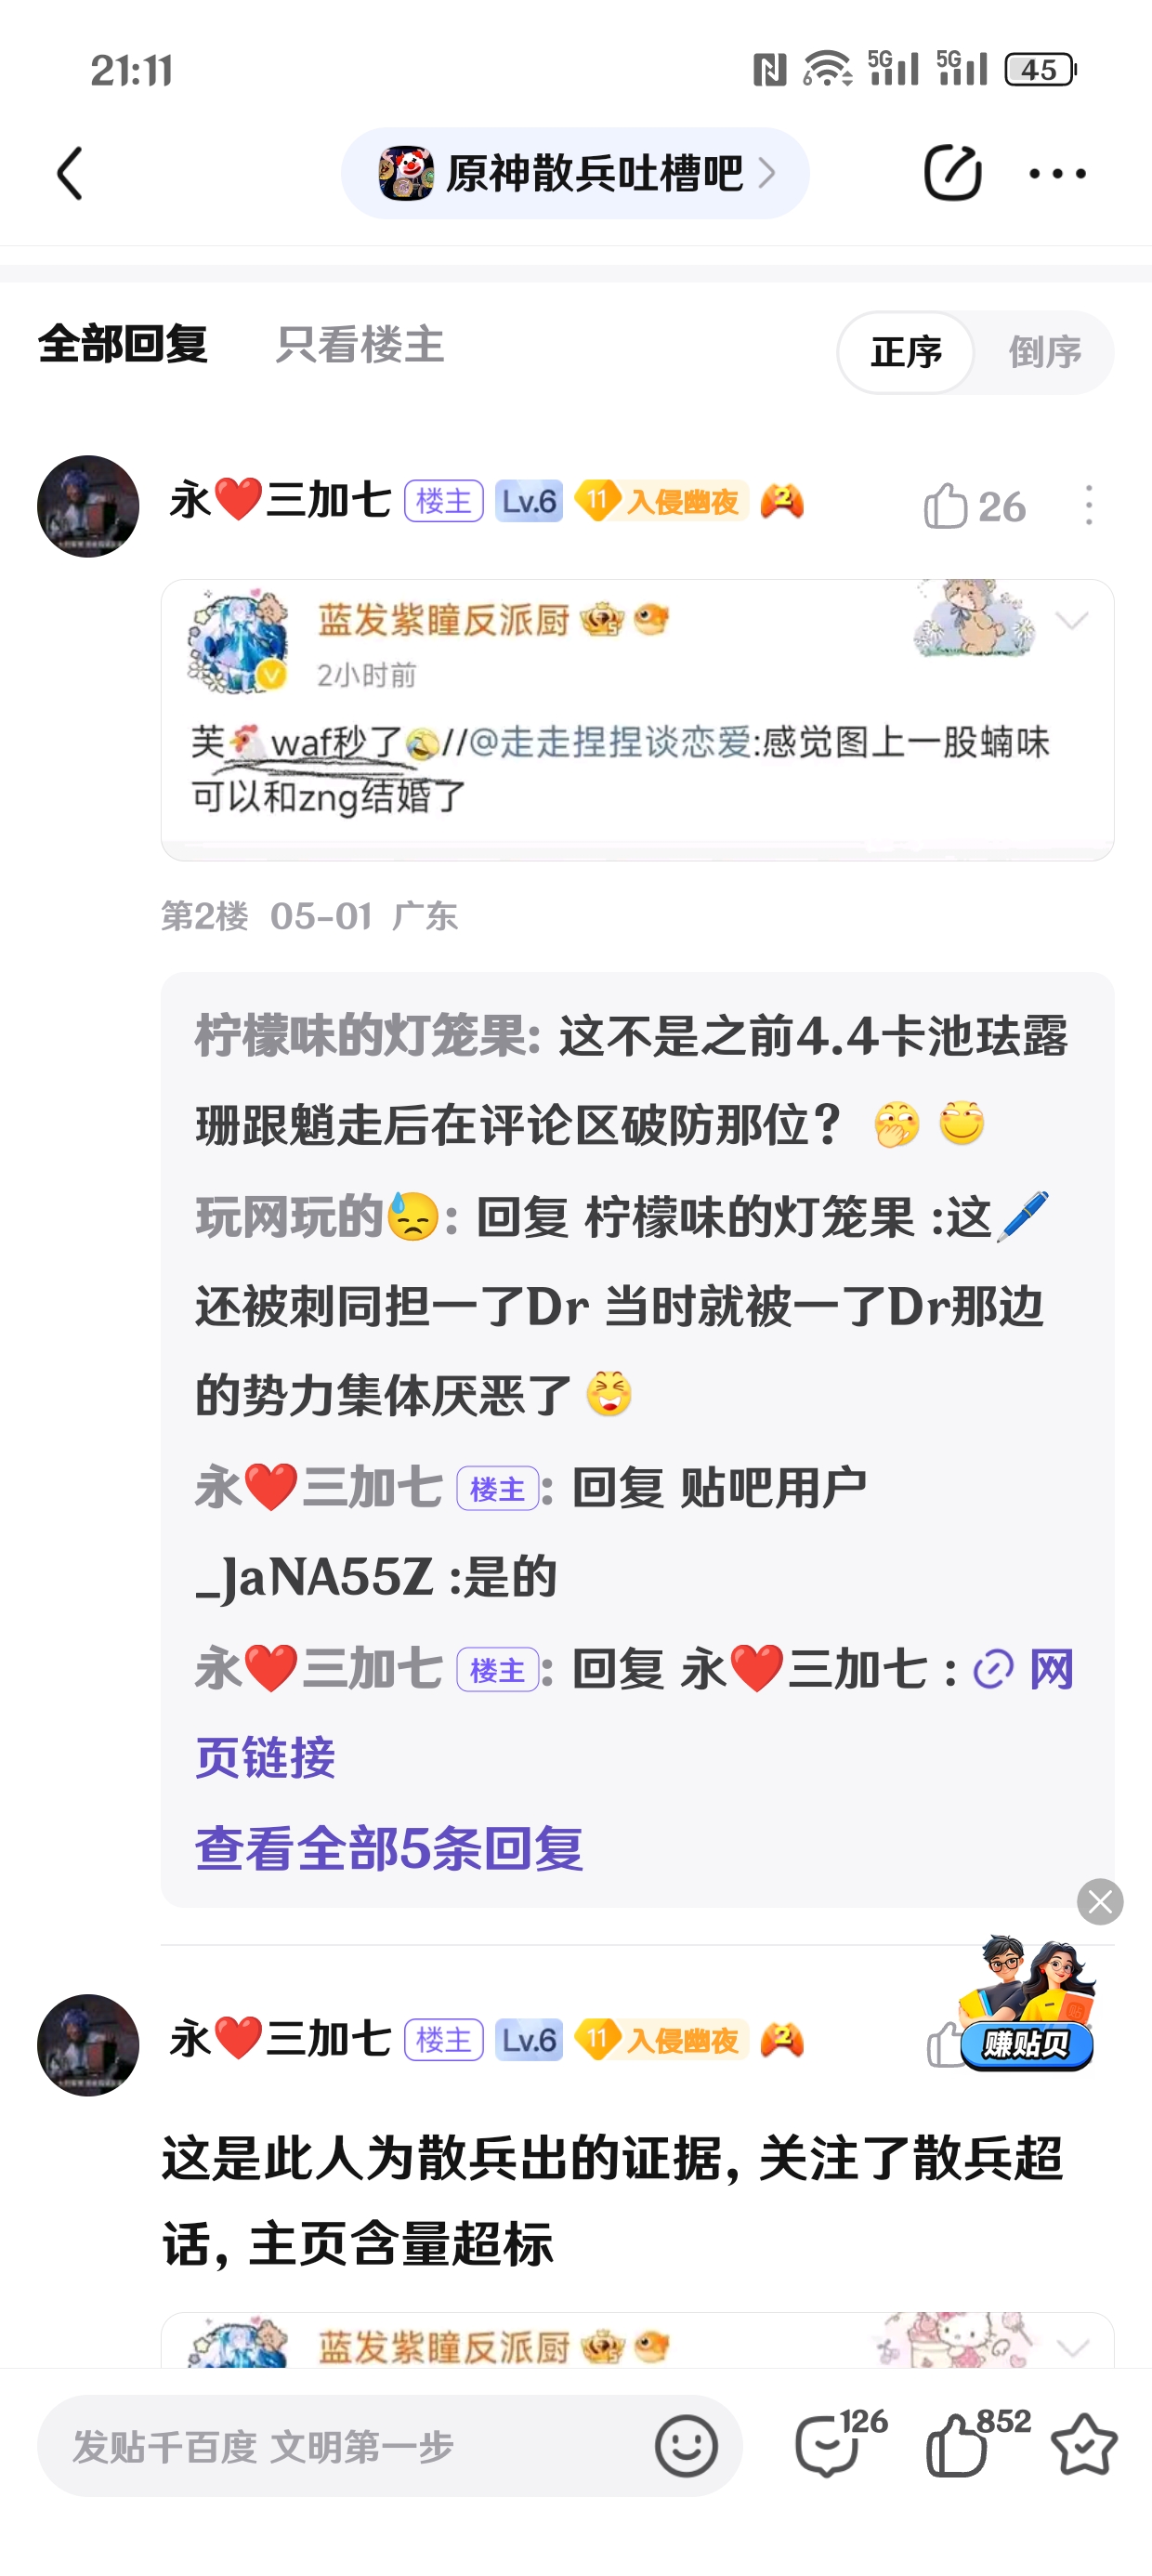 21:11
5G 5G 45
原神散兵吐槽吧
全部回复 只看楼主 正序 倒序
永❤️三加七 楼主 Lv.6 11 入侵幽夜 2 26
蓝发紫瞳反派厨 5
2小时前
芙🐔waf秒了🤣//@走走捏捏谈恋爱:感觉图上一股蝻味
可以和zng结婚了
第2楼 05-01 广东
柠檬味的灯笼果: 这不是之前4.4卡池珐露
珊跟魈走后在评论区破防那位?
玩网玩的😓: 回复 柠檬味的灯笼果 :这🖊️
还被刺同担一了Dr 当时就被一了Dr那边
的势力集体厌恶了
永❤️三加七 楼主: 回复 贴吧用户
_JaNA55Z :是的
永❤️三加七 楼主: 回复 永❤️三加七 : 网
页链接
查看全部5条回复
永❤️三加七 楼主 Lv.6 11 入侵幽夜 2
赚贴贝
这是此人为散兵出的证据, 关注了散兵超
话, 主页含量超标
蓝发紫瞳反派厨
发贴千百度 文明第一步 126 852